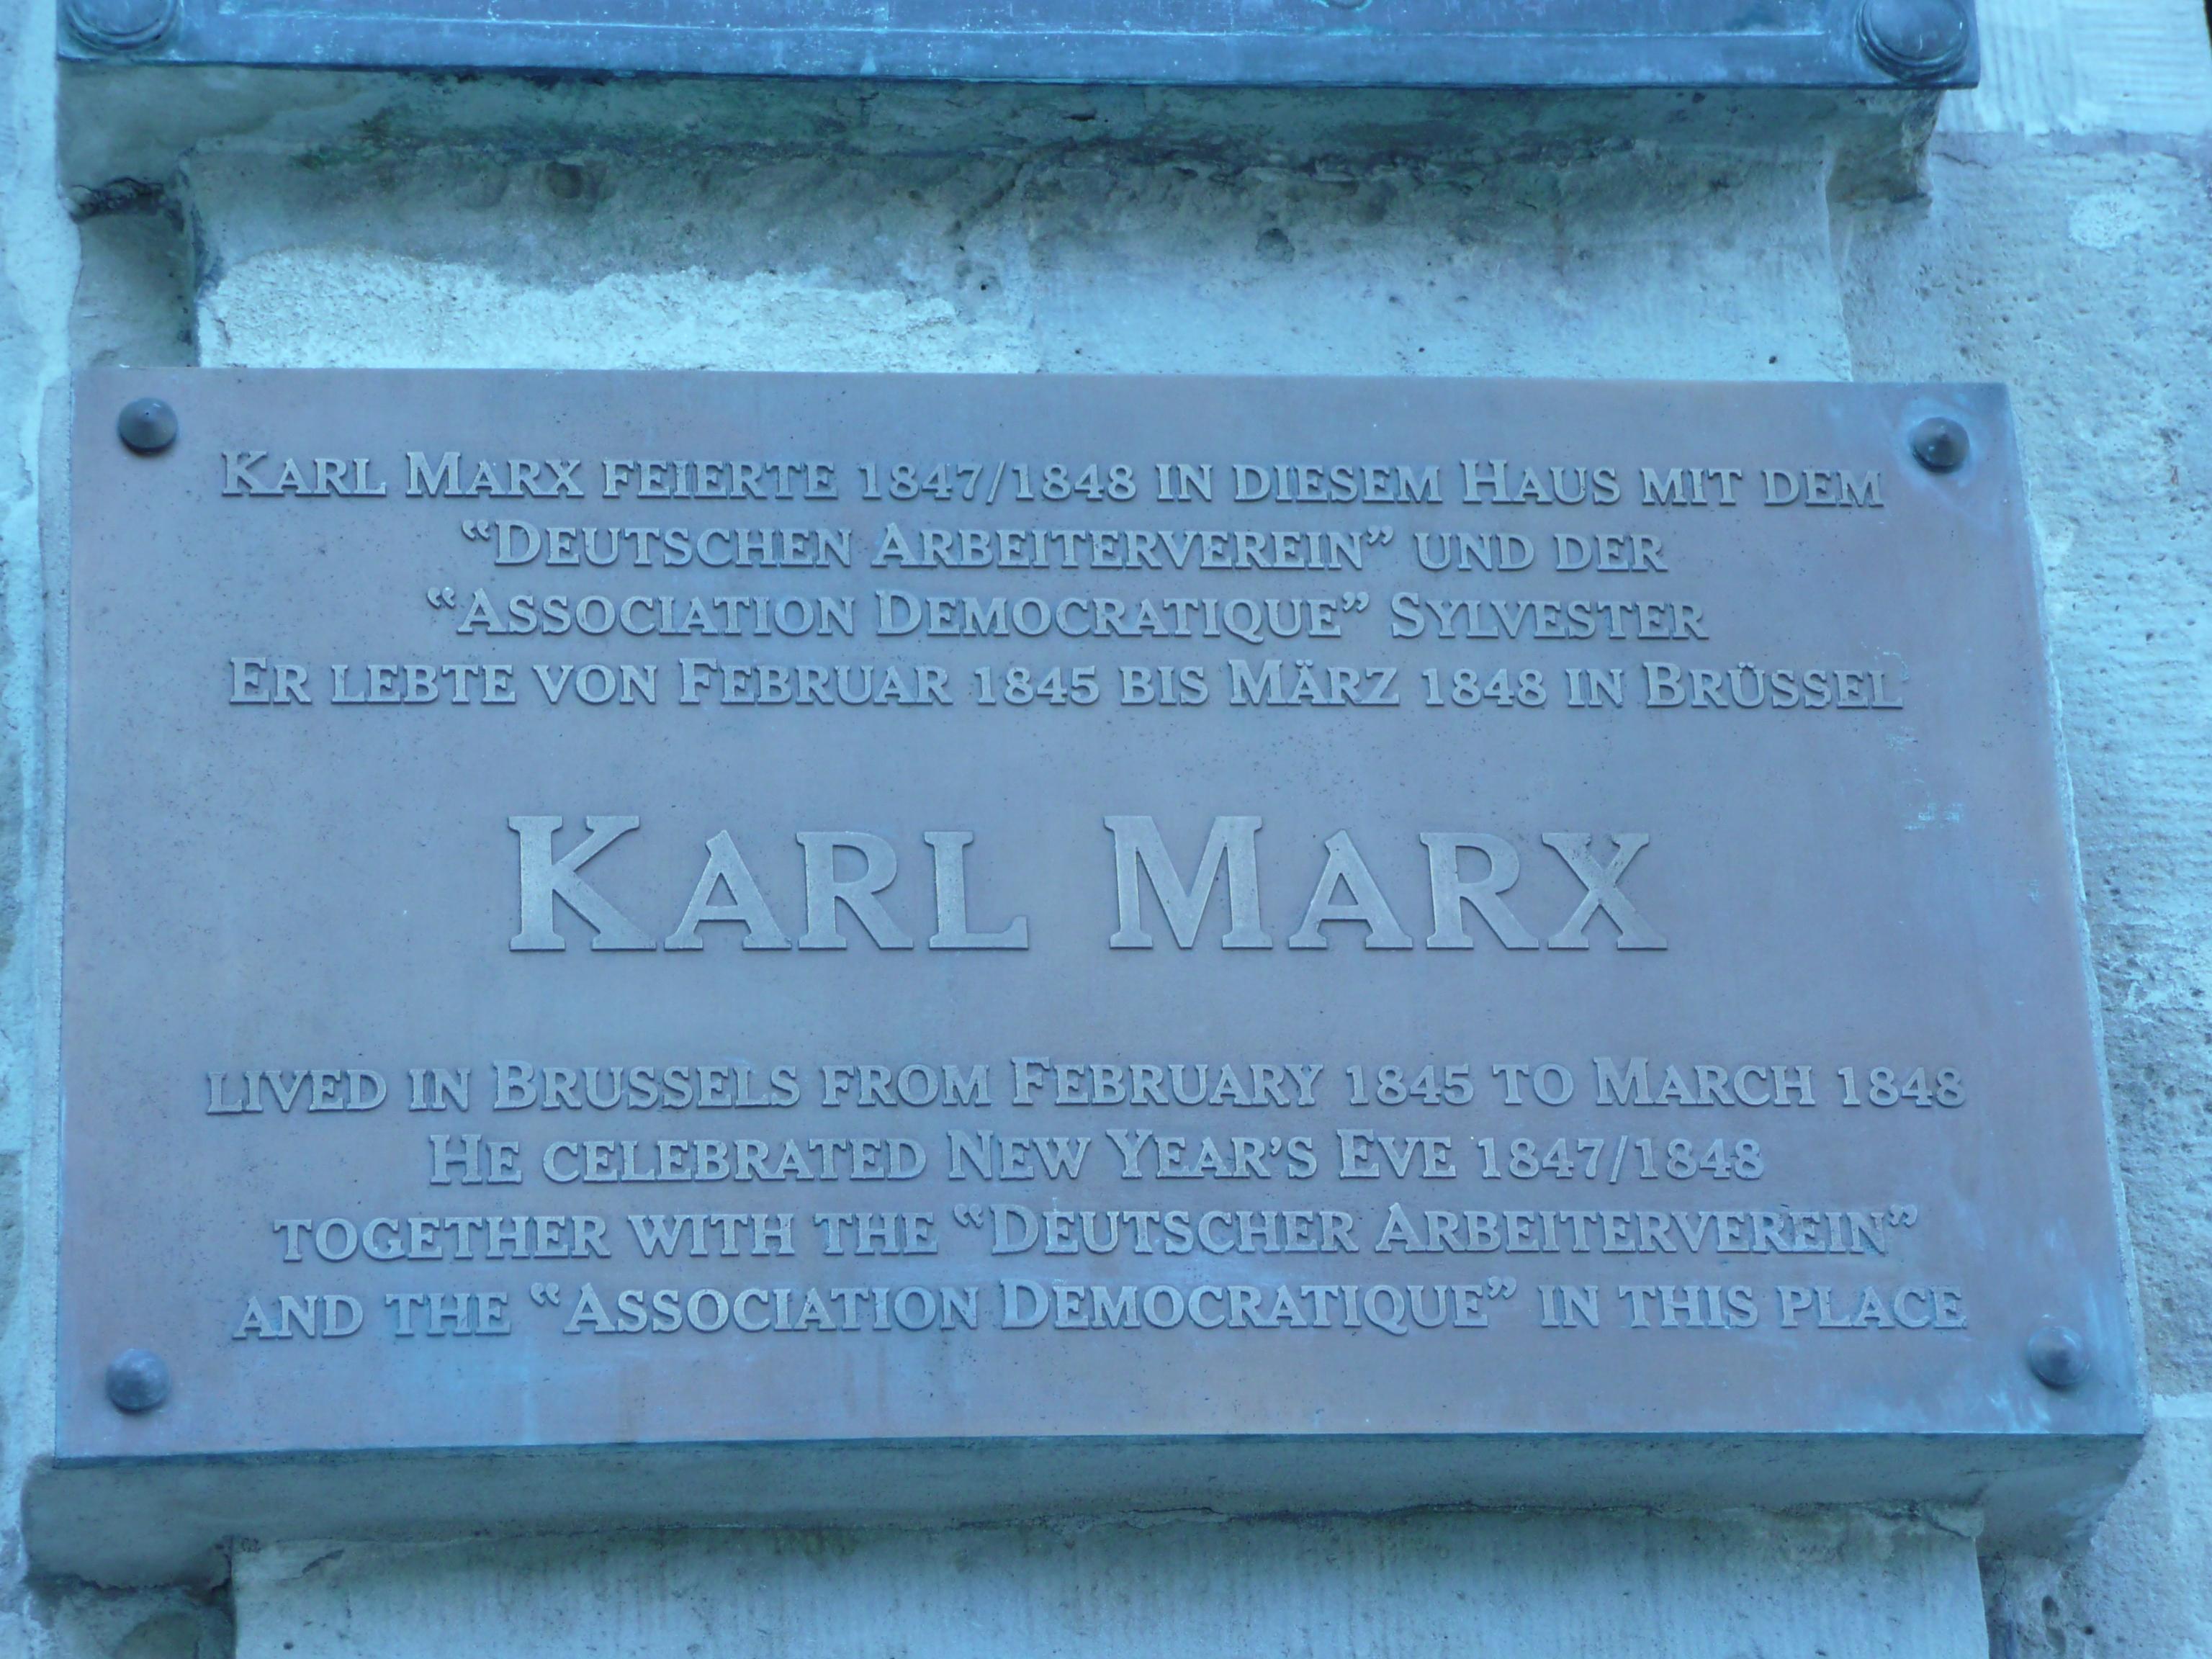 Karl Marx feierte 1847/1848 in diesem Haus mit dem
“Deutschen Arbeiterverein” und der
“Association Democratique” Sylvester
Er lebte von Februar 1845 bis März 1848 in Brüssel
Karl Marx
lived in Brussels from February 1845 to March 1848
He celebrated New Year’s Eve 1847/1848
together with the “Deutscher Arbeiterverein”
and the “Association Democratique” in this place